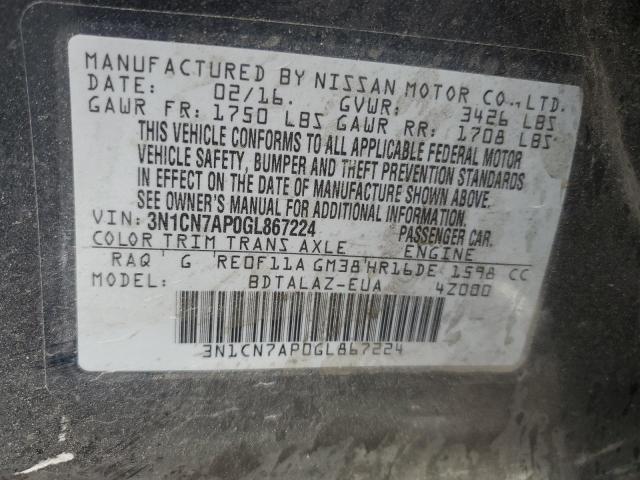 MANUFACTURED BY NISSAN MOTOR CO., LTD.
DATE: 02/16. GVWR: 3426 LBS
GAWR FR: 1750 LBS GAWR RR: 1708 LBS
THIS VEHICLE CONFORMS TO ALL APPLICABLE FEDERAL MOTOR
VEHICLE SAFETY, BUMPER AND THEFT PREVENTION STANDARDS
IN EFFECT ON THE DATE OF MANUFACTURE SHOWN ABOVE.
SEE OWNER'S MANUAL FOR ADDITIONAL INFORMATION.
VIN: 3N1CN7AP0GL867224 PASSENGER CAR.
COLOR TRIM TRANS AXLE ENGINE
RAQ G RE0F11A GM38 HR16DE 1598 CC
MODEL: BDTALAZ-EUA 4Z000
3N1CN7AP0GL867224